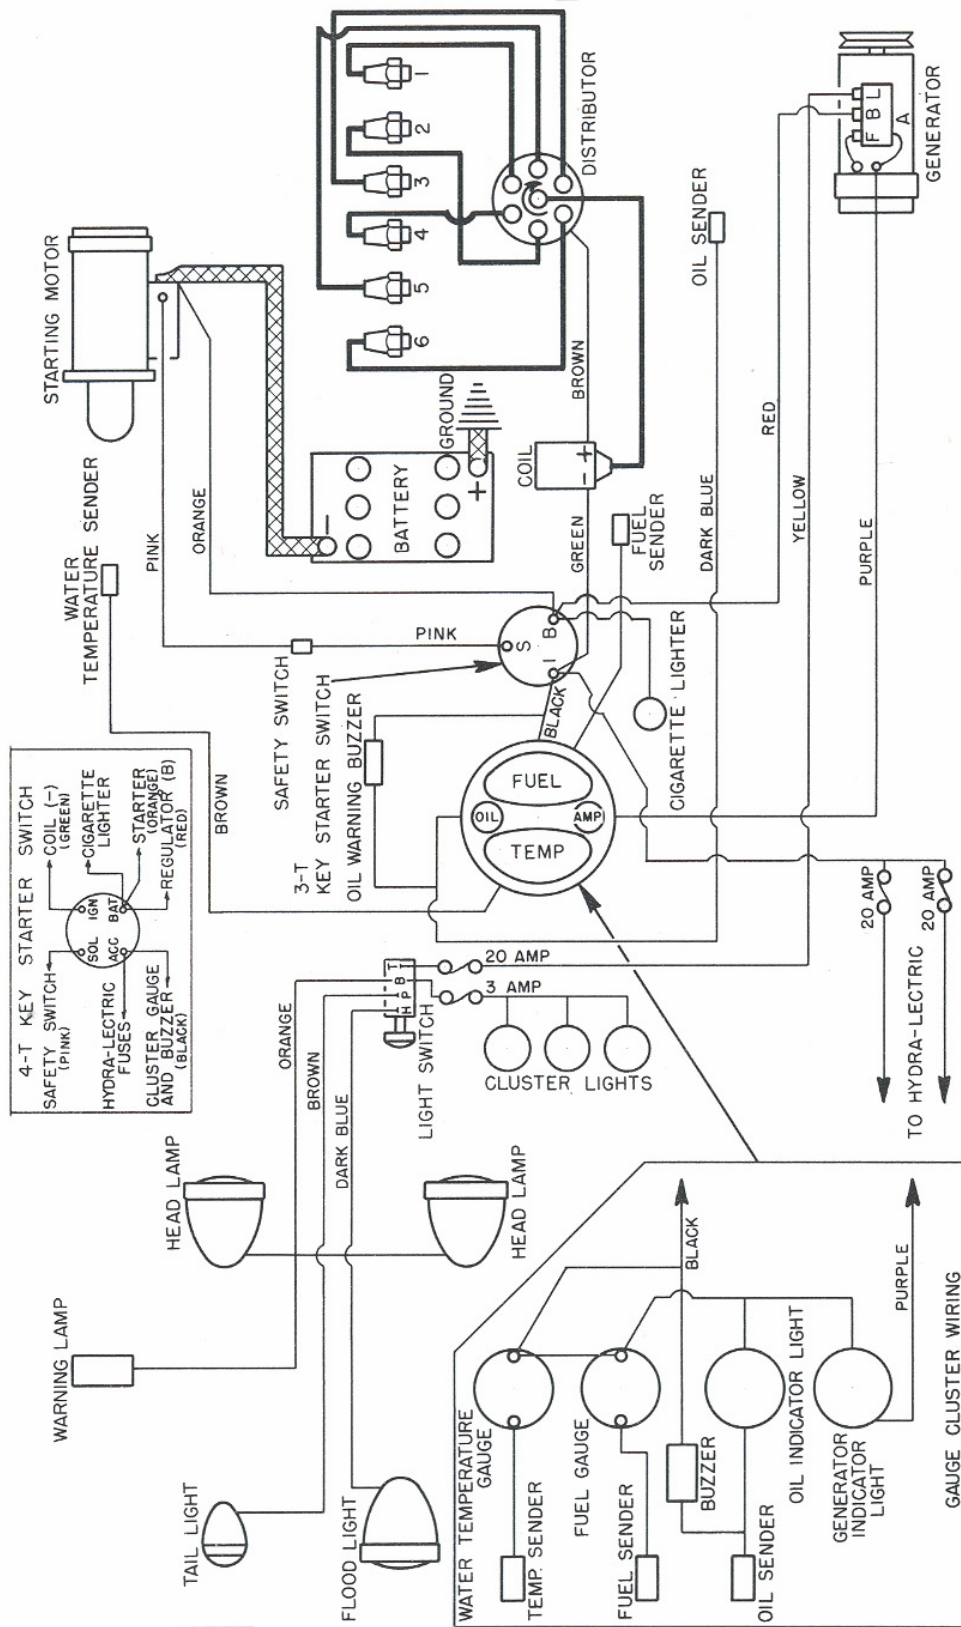 4-T KEY STARTER SWITCH
SAFETY SWITCH
(PINK)
COIL (-)
(GREEN)
CIGARETTE
LIGHTER
STARTER
(ORANGE)
REGULATOR (B)
(RED)
HYDRA-LECTRIC
FUSES
CLUSTER GAUGE
AND BUZZER
(BLACK)
SOL
IGN
ACC
BAT
WATER
TEMPERATURE SENDER
STARTING MOTOR
PINK
ORANGE
BROWN
PINK
BATTERY
-
+
GROUND
1
2
3
4
5
6
DISTRIBUTOR
BROWN
COIL
- +
GREEN
FUEL
SENDER
OIL SENDER
DARK BLUE
RED
YELLOW
PURPLE
GENERATOR
F B L
A
SAFETY SWITCH
3-T
KEY STARTER SWITCH
OIL WARNING BUZZER
S
I
B
BLACK
CIGARETTE LIGHTER
FUEL
OIL
AMP
TEMP
20 AMP
20 AMP
TO HYDRA-LECTRIC
H P B T
20 AMP
3 AMP
LIGHT SWITCH
CLUSTER LIGHTS
ORANGE
BROWN
DARK BLUE
HEAD LAMP
HEAD LAMP
WARNING LAMP
TAIL LIGHT
FLOOD LIGHT
WATER TEMPERATURE
GAUGE
TEMP. SENDER
FUEL GAUGE
FUEL SENDER
BLACK
BUZZER
OIL SENDER
OIL INDICATOR LIGHT
GENERATOR
INDICATOR
LIGHT
PURPLE
GAUGE CLUSTER WIRING